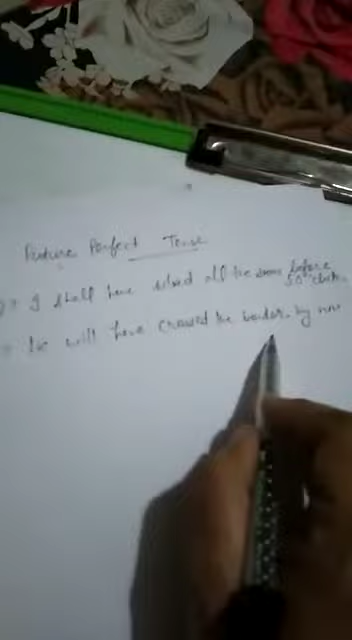 Future Perfect Tense
I shall have solved all the sums before 5 O' clock.
He will have crossed the border by now